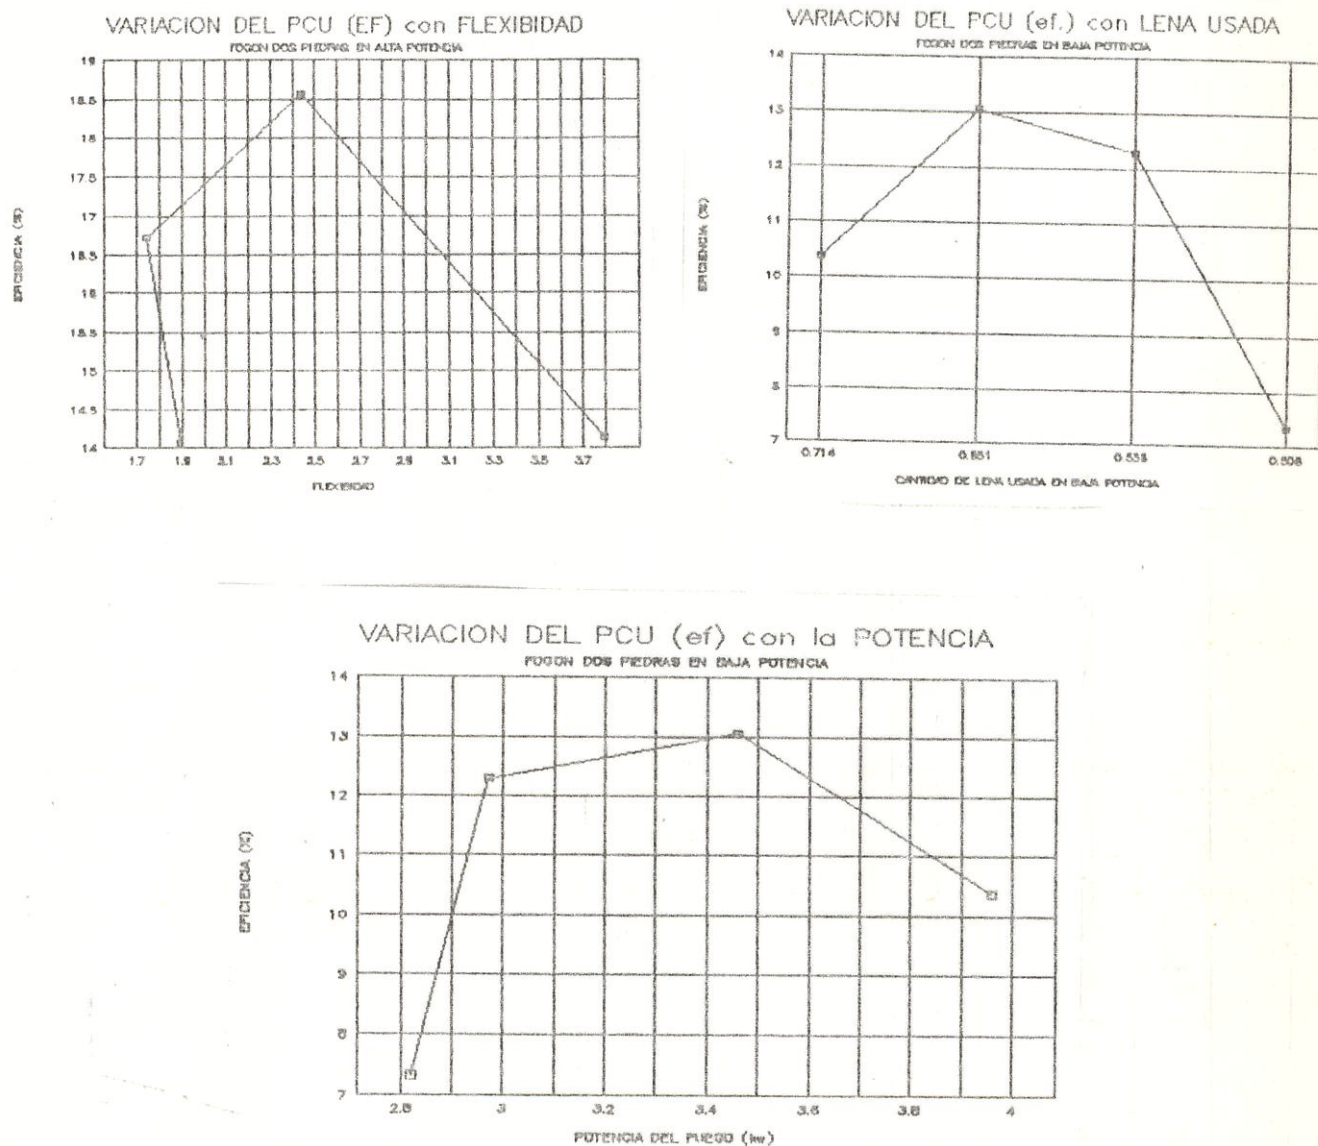 VARIACION DEL PCU (EF) con FLEXIBIDAD
FOGON DOS PIEDRAS EN ALTA POTENCIA
19
18.5
18
17.5
17
16.5
16
15.5
15
14.5
14
EFICIENCIA (%)
1.7 1.9 2.1 2.3 2.5 2.7 2.9 3.1 3.3 3.5 3.7
FLEXIBIDAD
VARIACION DEL PCU (ef.) con LENA USADA
FOGON DOS PIEDRAS EN BAJA POTENCIA
14
13
12
11
10
9
8
7
EFICIENCIA (%)
0.714 0.651 0.538 0.508
CANTIDAD DE LENA USADA EN BAJA POTENCIA
VARIACION DEL PCU (ef) con la POTENCIA
FOGON DOS PIEDRAS EN BAJA POTENCIA
14
13
12
11
10
9
8
7
EFICIENCIA (%)
2.8 3 3.2 3.4 3.6 3.8 4
POTENCIA DEL FUEGO (kw)